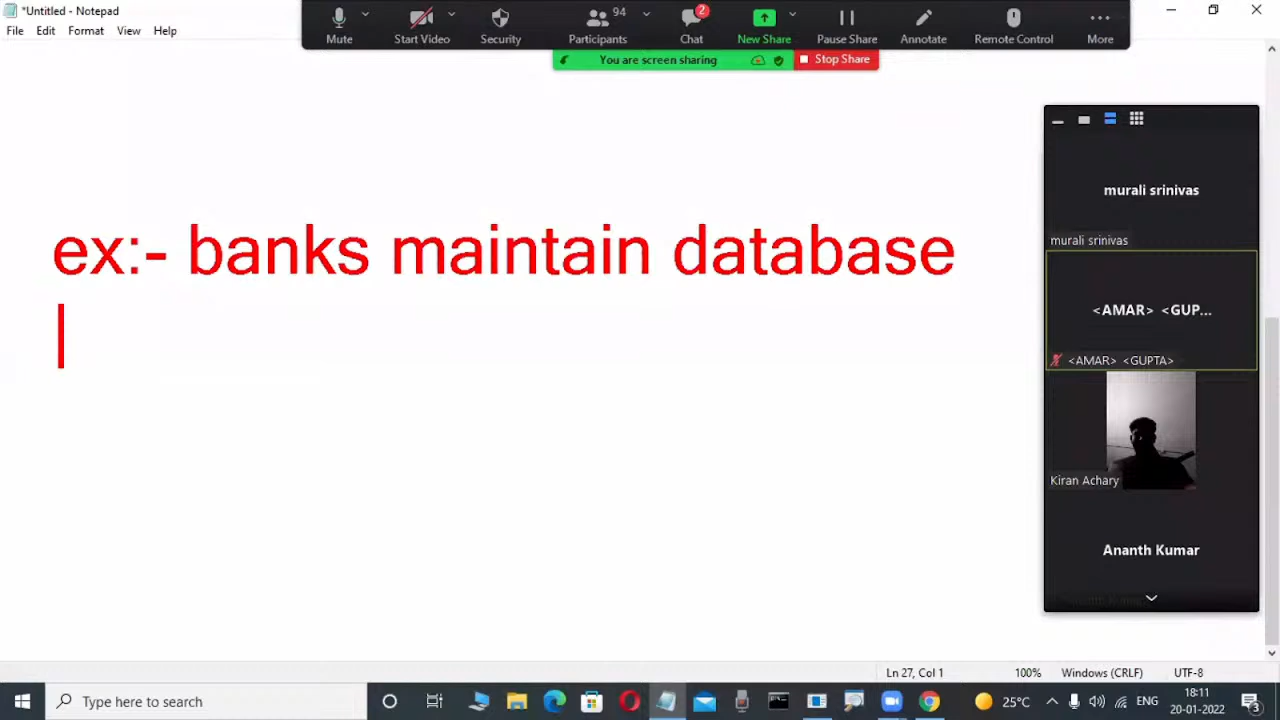 *Untitled - Notepad
File Edit Format View Help
Mute Start Video Security Participants 94 Chat 2 New Share Pause Share Annotate Remote Control More
You are screen sharing Stop Share
ex:- banks maintain database
murali srinivas
murali srinivas
<AMAR> <GUP...
<AMAR> <GUPTA>
Kiran Achary
Ananth Kumar
Ln 27, Col 1 100% Windows (CRLF) UTF-8
Type here to search
25°C ENG 18:11
20-01-2022 3